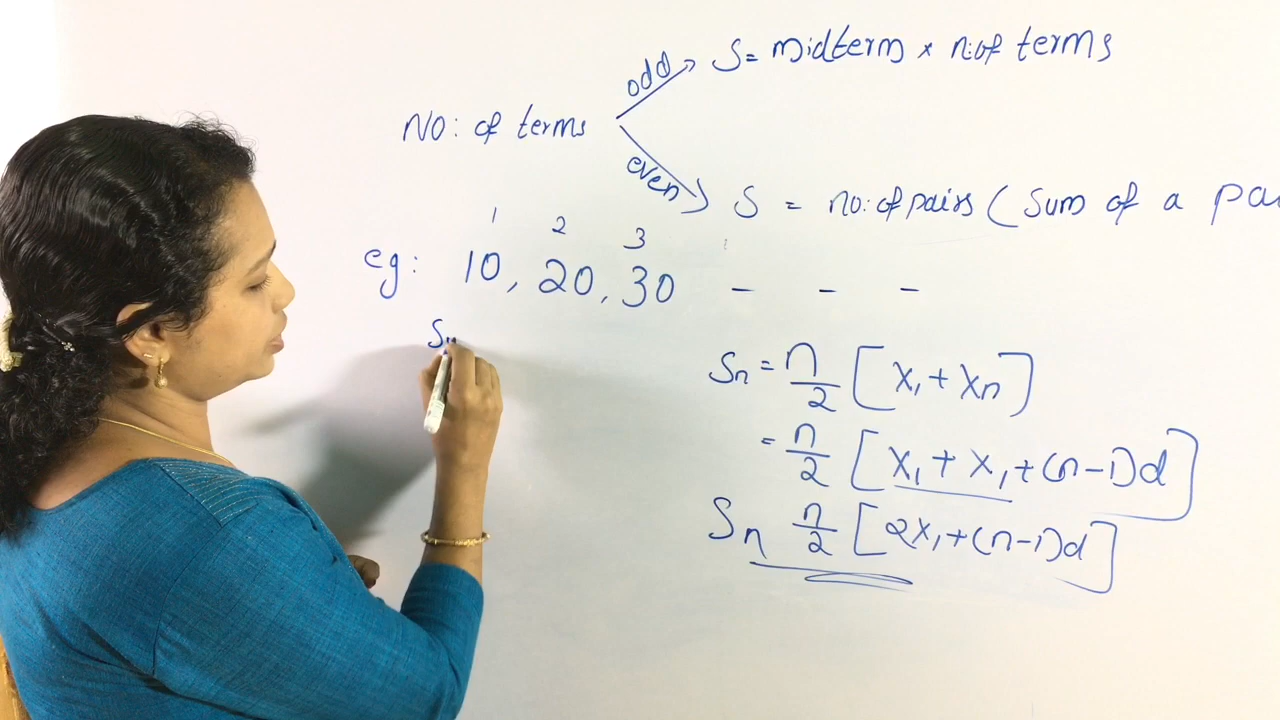 odd S = midterm × n:of terms
NO: of terms
even S = no: of pairs ( Sum of a pa
1 2 3
eg: 10, 20, 30 - - -
Sn
Sn = n/2 [ x₁ + xn ]
= n/2 [ x₁ + x₁ + (n-1)d ]
Sn n/2 [ 2x₁ + (n-1)d ]